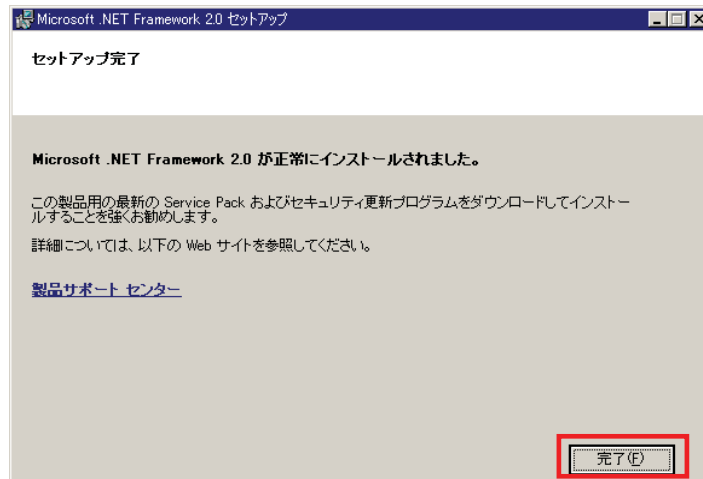 Microsoft .NET Framework 2.0 セットアップ
セットアップ完了
Microsoft .NET Framework 2.0 が正常にインストールされました。
この製品用の最新の Service Pack およびセキュリティ更新プログラムをダウンロードしてインストー
ルすることを強くお勧めします。
詳細については、以下の Web サイトを参照してください。
製品サポート センター
完了(F)